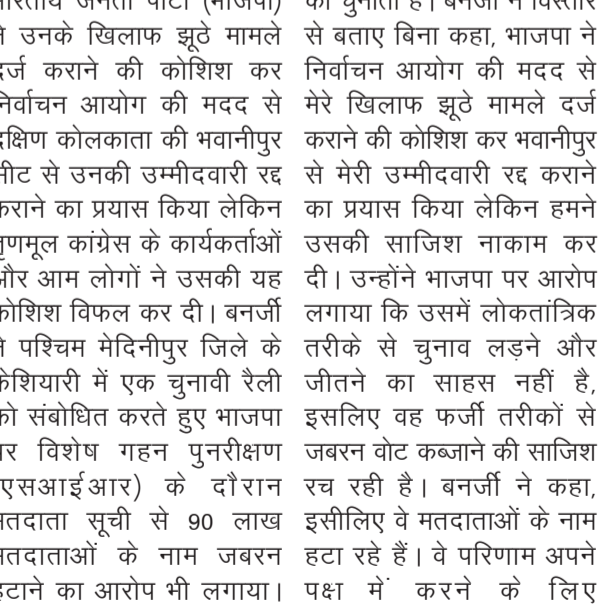 भारतीय जनता पार्टी (भाजपा)
ने उनके खिलाफ झूठे मामले
दर्ज कराने की कोशिश कर
निर्वाचन आयोग की मदद से
दक्षिण कोलकाता की भवानीपुर
सीट से उनकी उम्मीदवारी रद्द
कराने का प्रयास किया लेकिन
तृणमूल कांग्रेस के कार्यकर्ताओं
और आम लोगों ने उसकी यह
कोशिश विफल कर दी। बनर्जी
ने पश्चिम मेदिनीपुर जिले के
केशियारी में एक चुनावी रैली
को संबोधित करते हुए भाजपा
पर विशेष गहन पुनरीक्षण
एसआईआर) के दौरान
मतदाता सूची से 90 लाख
मतदाताओं के नाम जबरन
हटाने का आरोप भी लगाया।
को चुनौती है। बनर्जी ने विस्तार
से बताए बिना कहा, भाजपा ने
निर्वाचन आयोग की मदद से
मेरे खिलाफ झूठे मामले दर्ज
कराने की कोशिश कर भवानीपुर
से मेरी उम्मीदवारी रद्द कराने
का प्रयास किया लेकिन हमने
उसकी साजिश नाकाम कर
दी। उन्होंने भाजपा पर आरोप
लगाया कि उसमें लोकतांत्रिक
तरीके से चुनाव लड़ने और
जीतने का साहस नहीं है,
इसलिए वह फर्जी तरीकों से
जबरन वोट कब्जाने की साजिश
रच रही है। बनर्जी ने कहा,
इसीलिए वे मतदाताओं के नाम
हटा रहे हैं। वे परिणाम अपने
पक्ष में करने के लिए